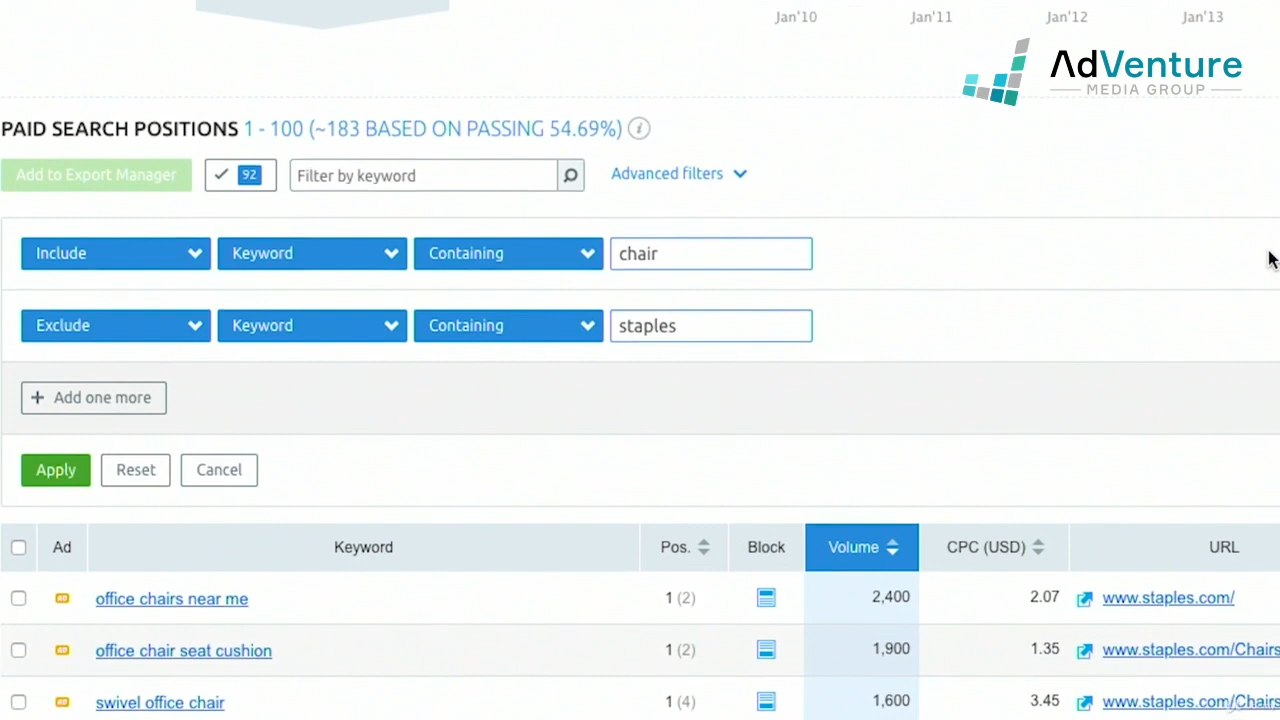 Jan'10 Jan'11 Jan'12 Jan'13
AdVenture
MEDIA GROUP
PAID SEARCH POSITIONS 1 - 100 (~183 BASED ON PASSING 54.69%) i
Add to Export Manager 92 Filter by keyword Advanced filters
Include Keyword Containing chair
Exclude Keyword Containing staples
+ Add one more
Apply Reset Cancel
Ad Keyword Pos. Block Volume CPC (USD) URL
AD office chairs near me 1 (2) 2,400 2.07 www.staples.com/
AD office chair seat cushion 1 (2) 1,900 1.35 www.staples.com/Chairs
AD swivel office chair 1 (4) 1,600 3.45 www.staples.com/Chairs